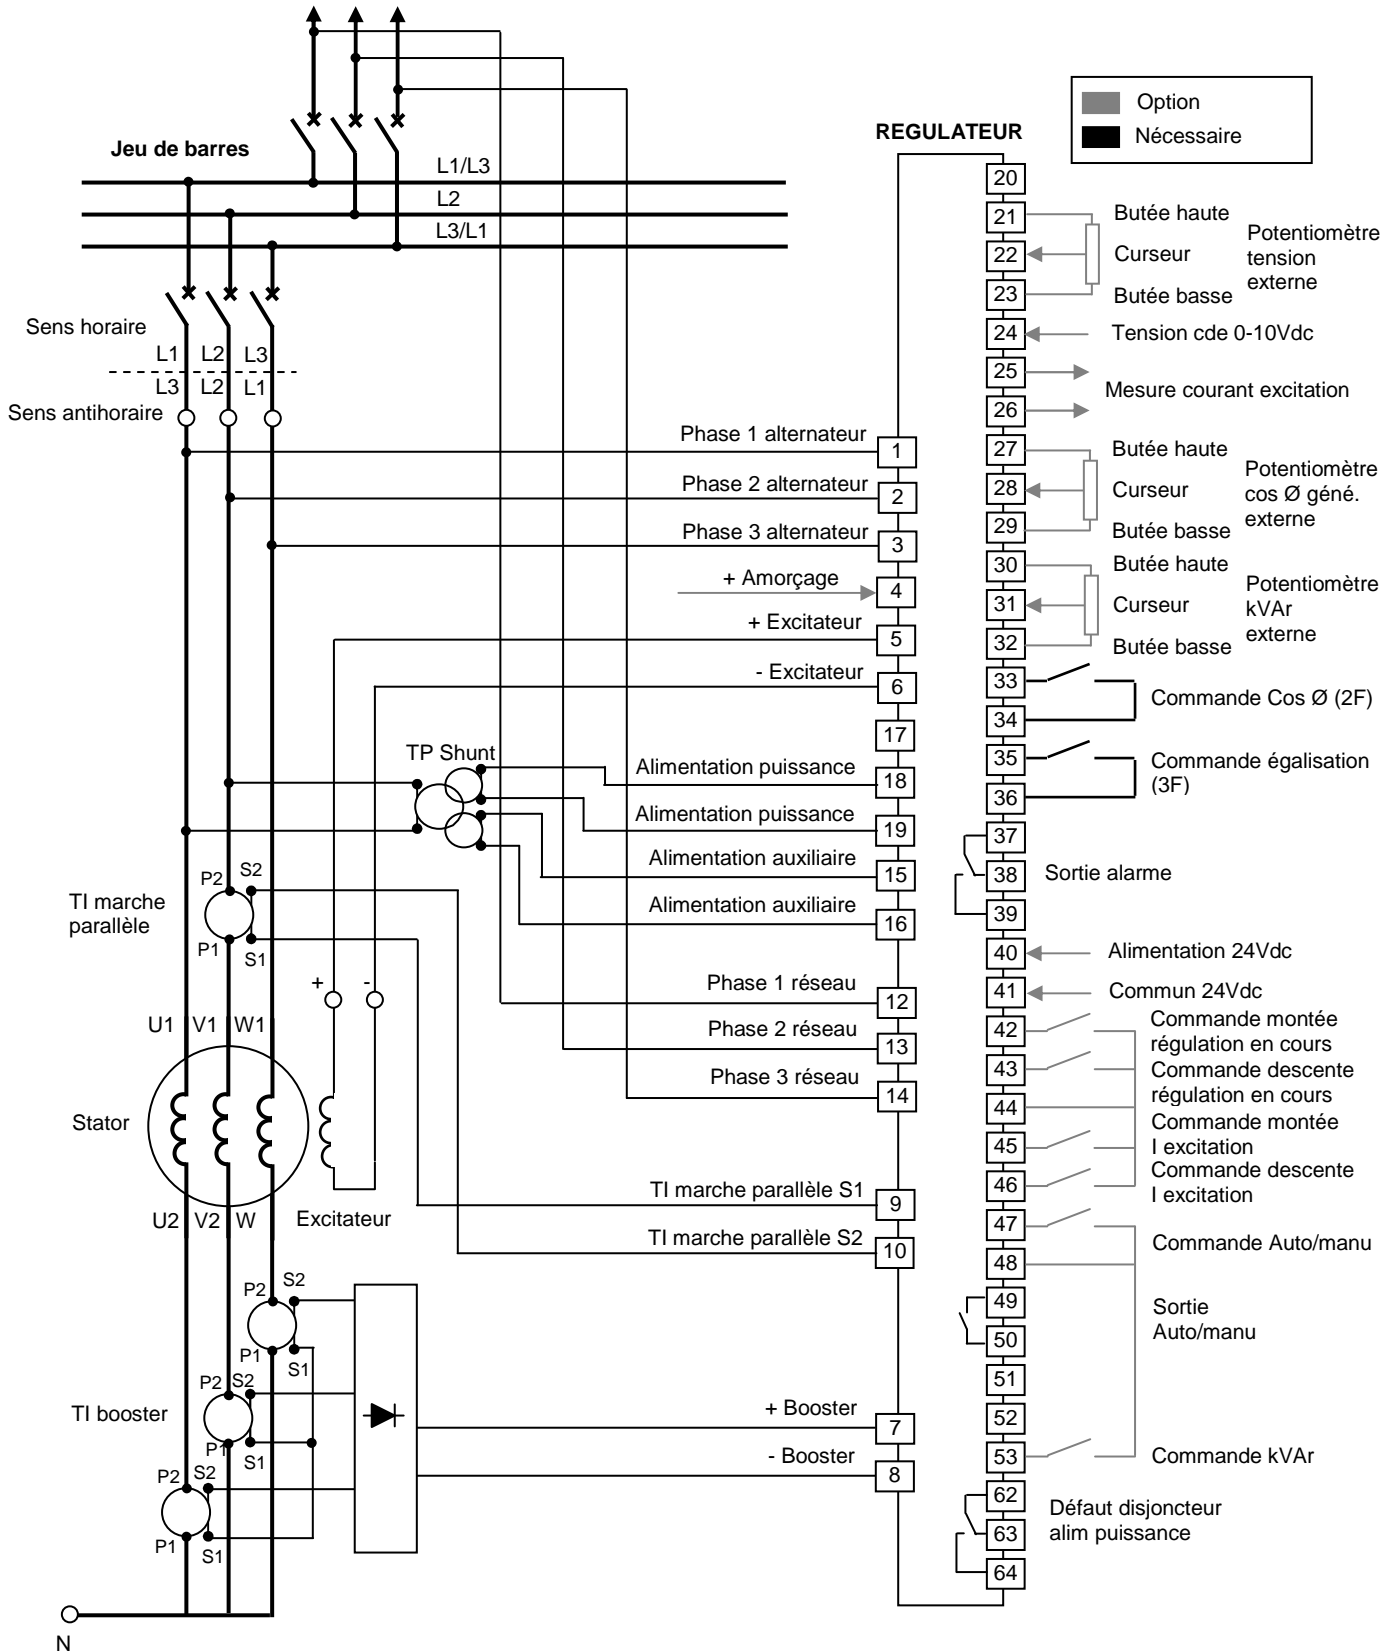 Option
Nécessaire
REGULATEUR
Jeu de barres
L1/L3
L2
L3/L1
Sens horaire
L1 L2 L3
L3 L2 L1
Sens antihoraire
Phase 1 alternateur
1
Phase 2 alternateur
2
Phase 3 alternateur
3
+ Amorçage
4
+ Excitateur
5
- Excitateur
6
17
TP Shunt
Alimentation puissance
18
Alimentation puissance
19
Alimentation auxiliaire
15
Alimentation auxiliaire
16
TI marche
parallèle
P2 S2
P1 S1
+ -
Phase 1 réseau
12
Phase 2 réseau
13
Phase 3 réseau
14
U1 V1 W1
Stator
U2 V2 W
Excitateur
TI marche parallèle S1
9
TI marche parallèle S2
10
P2 S2
P1 S1
P2 S2
TI booster
P1 S1
P2 S2
P1 S1
+ Booster
7
- Booster
8
N
20
21 Butée haute
22 Curseur
23 Butée basse
Potentiomètre
tension
externe
24 Tension cde 0-10Vdc
25
26
Mesure courant excitation
27 Butée haute
28 Curseur
29 Butée basse
Potentiomètre
cos Ø géné.
externe
30 Butée haute
31 Curseur
32 Butée basse
Potentiomètre
kVAr
externe
33
34
Commande Cos Ø (2F)
35
36
Commande égalisation
(3F)
37
38
39
Sortie alarme
40 Alimentation 24Vdc
41 Commun 24Vdc
42
Commande montée
régulation en cours
43
Commande descente
régulation en cours
44
45
Commande montée
I excitation
46
Commande descente
I excitation
47
48
Commande Auto/manu
49
50
Sortie
Auto/manu
51
52
53 Commande kVAr
62
63
64
Défaut disjoncteur
alim puissance